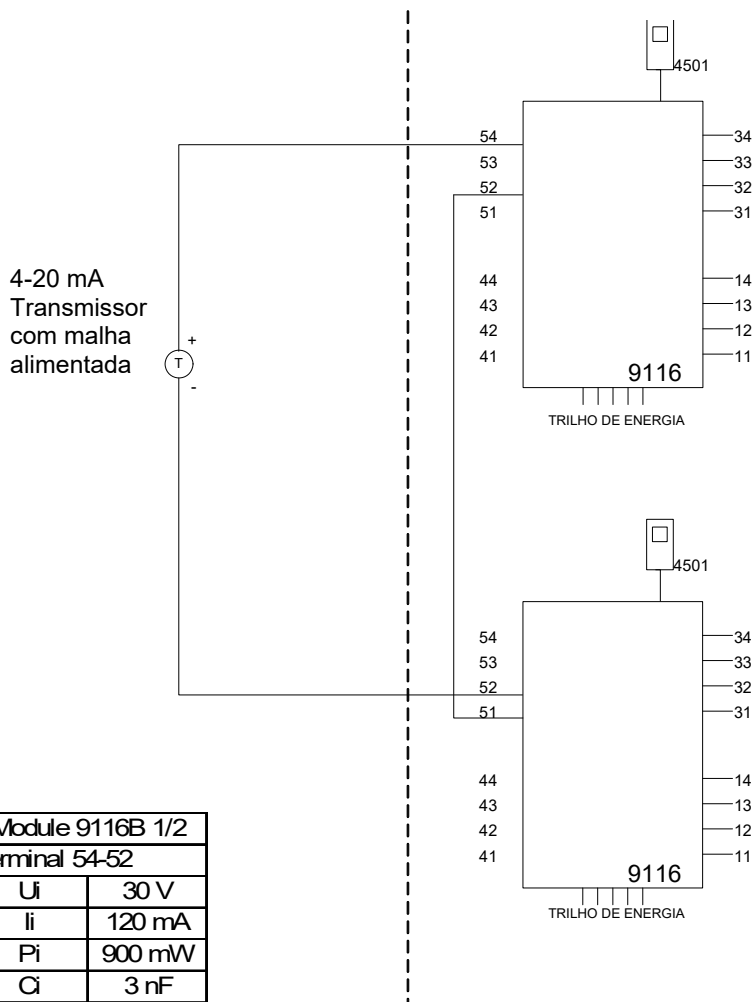 4501
54
53
52
51
44
43
42
41
34
33
32
31
14
13
12
11
9116
TRILHO DE ENERGIA
4-20 mA
Transmissor
com malha
alimentada
+
T
-
4501
54
53
52
51
44
43
42
41
34
33
32
31
14
13
12
11
9116
TRILHO DE ENERGIA
Module 9116B 1/2
erminal 54-52
Ui 30 V
Ii 120 mA
Pi 900 mW
Ci 3 nF